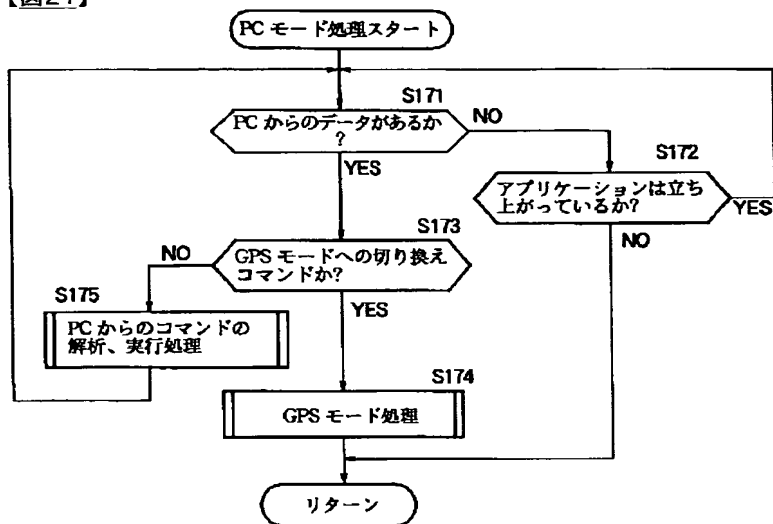 PC モード処理スタート
S171
PC からのデータがあるか
?
NO
YES
S172
アプリケーションは立ち
上がっているか?
YES
NO
S173
GPS モードへの切り換え
コマンドか?
NO
YES
S175
PC からのコマンドの
解析、実行処理
S174
GPS モード処理
リターン